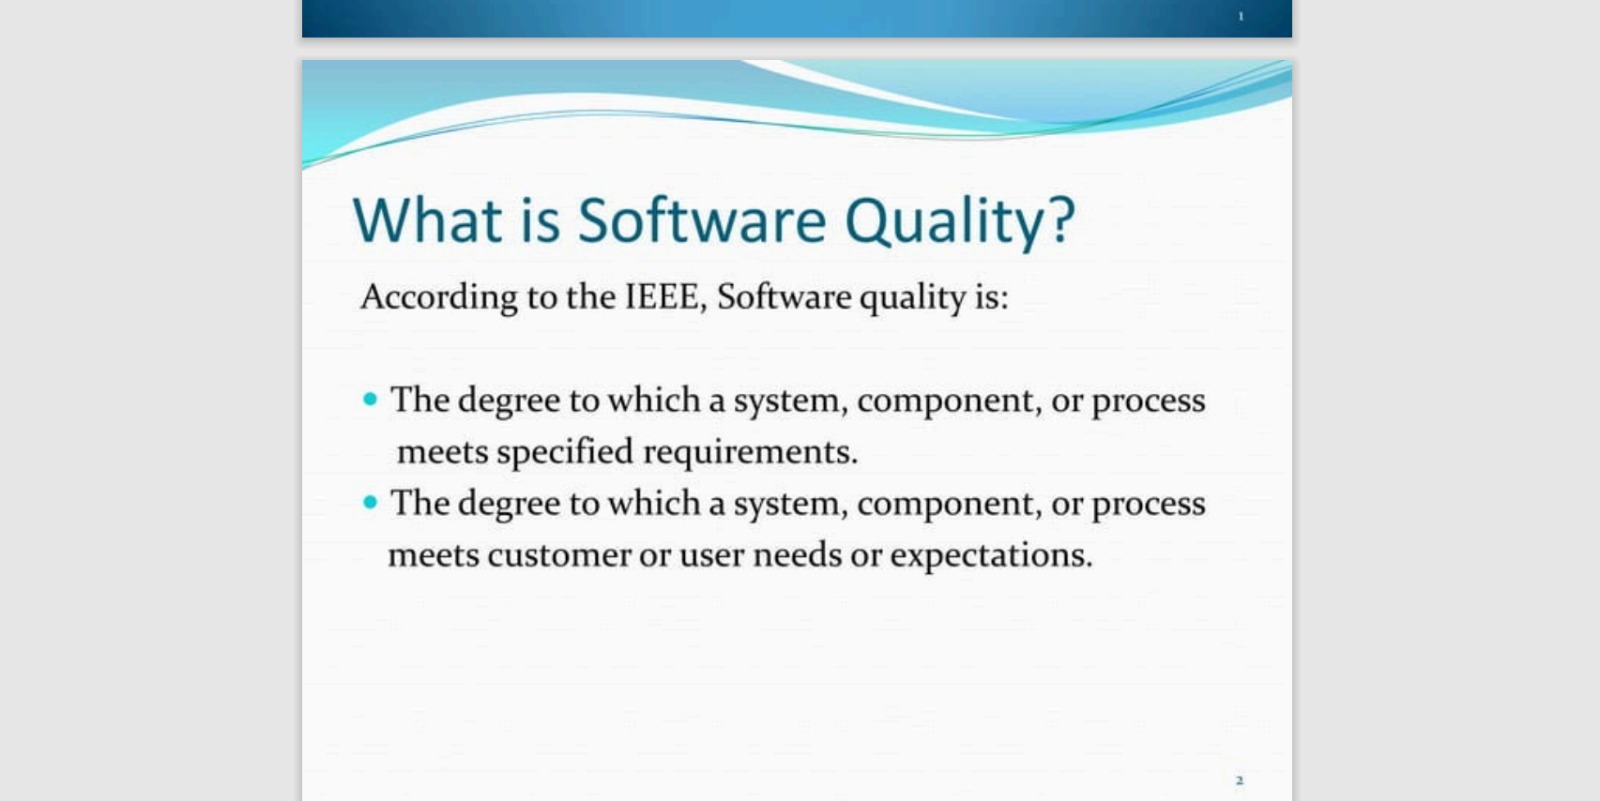 1
What is Software Quality?
According to the IEEE, Software quality is:
• The degree to which a system, component, or process
meets specified requirements.
• The degree to which a system, component, or process
meets customer or user needs or expectations.
2